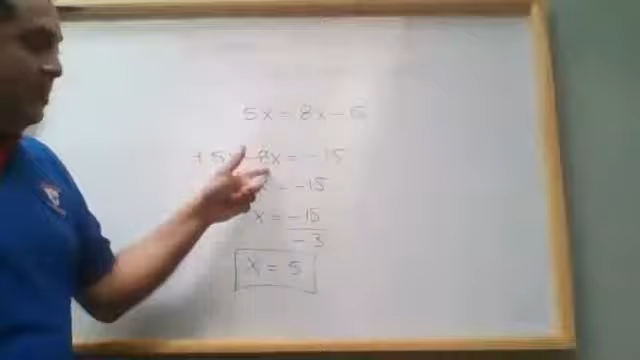 5x = 8x - 15
+ 5x - 8x = -15
x = -15
x = -15
-3
x = 5